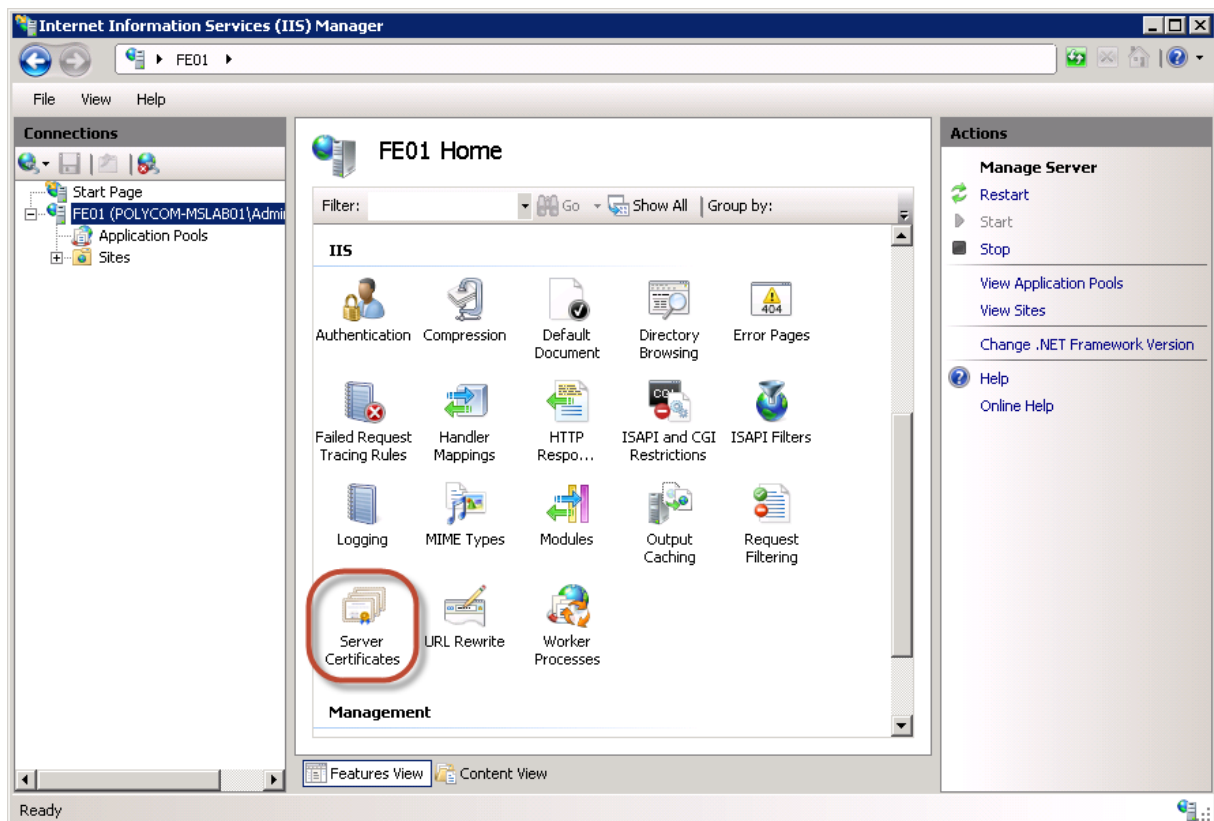 Internet Information Services (IIS) Manager
FE01
File View Help
Connections
Start Page
FE01 (POLYCOM-MSLAB01\Admi
Application Pools
Sites
FE01 Home
Filter: Go Show All Group by:
IIS
Authentication
Compression
Default
Document
Directory
Browsing
404
Error Pages
Failed Request
Tracing Rules
Handler
Mappings
HTTP
Respo...
CGI
ISAPI and CGI
Restrictions
ISAPI Filters
Logging
MIME Types
Modules
Output
Caching
Request
Filtering
Server
Certificates
URL Rewrite
Worker
Processes
Management
Features View Content View
Actions
Manage Server
Restart
Start
Stop
View Application Pools
View Sites
Change .NET Framework Version
Help
Online Help
Ready